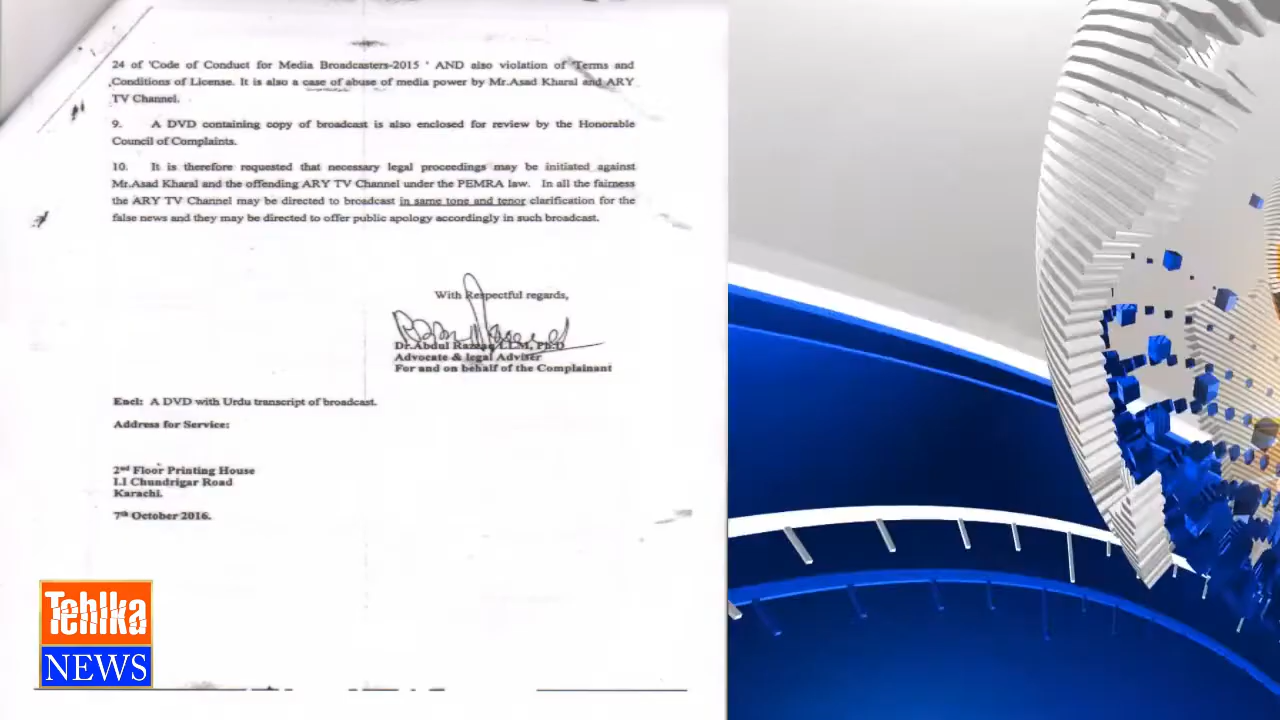 24 of 'Code of Conduct for Media Broadcasters-2015 ' AND also violation of 'Terms and
Conditions of License. It is also a case of abuse of media power by Mr.Asad Kharal and ARY
TV Channel.
9. A DVD containing copy of broadcast is also enclosed for review by the Honorable
Council of Complaints.
10. It is therefore requested that necessary legal proceedings may be initiated against
Mr.Asad Kharal and the offending ARY TV Channel under the PEMRA law. In all the fairness
the ARY TV Channel may be directed to broadcast in same tone and tenor clarification for the
false news and they may be directed to offer public apology accordingly in such broadcast.
With Respectful regards,
Dr.Abdul Razzaq LLM, Ph.D
Advocate & legal Adviser
For and on behalf of the Complainant
Encl: A DVD with Urdu transcript of broadcast.
Address for Service:
2nd Floor Printing House
I.I Chundrigar Road
Karachi.
7th October 2016.
Tehlka
NEWS